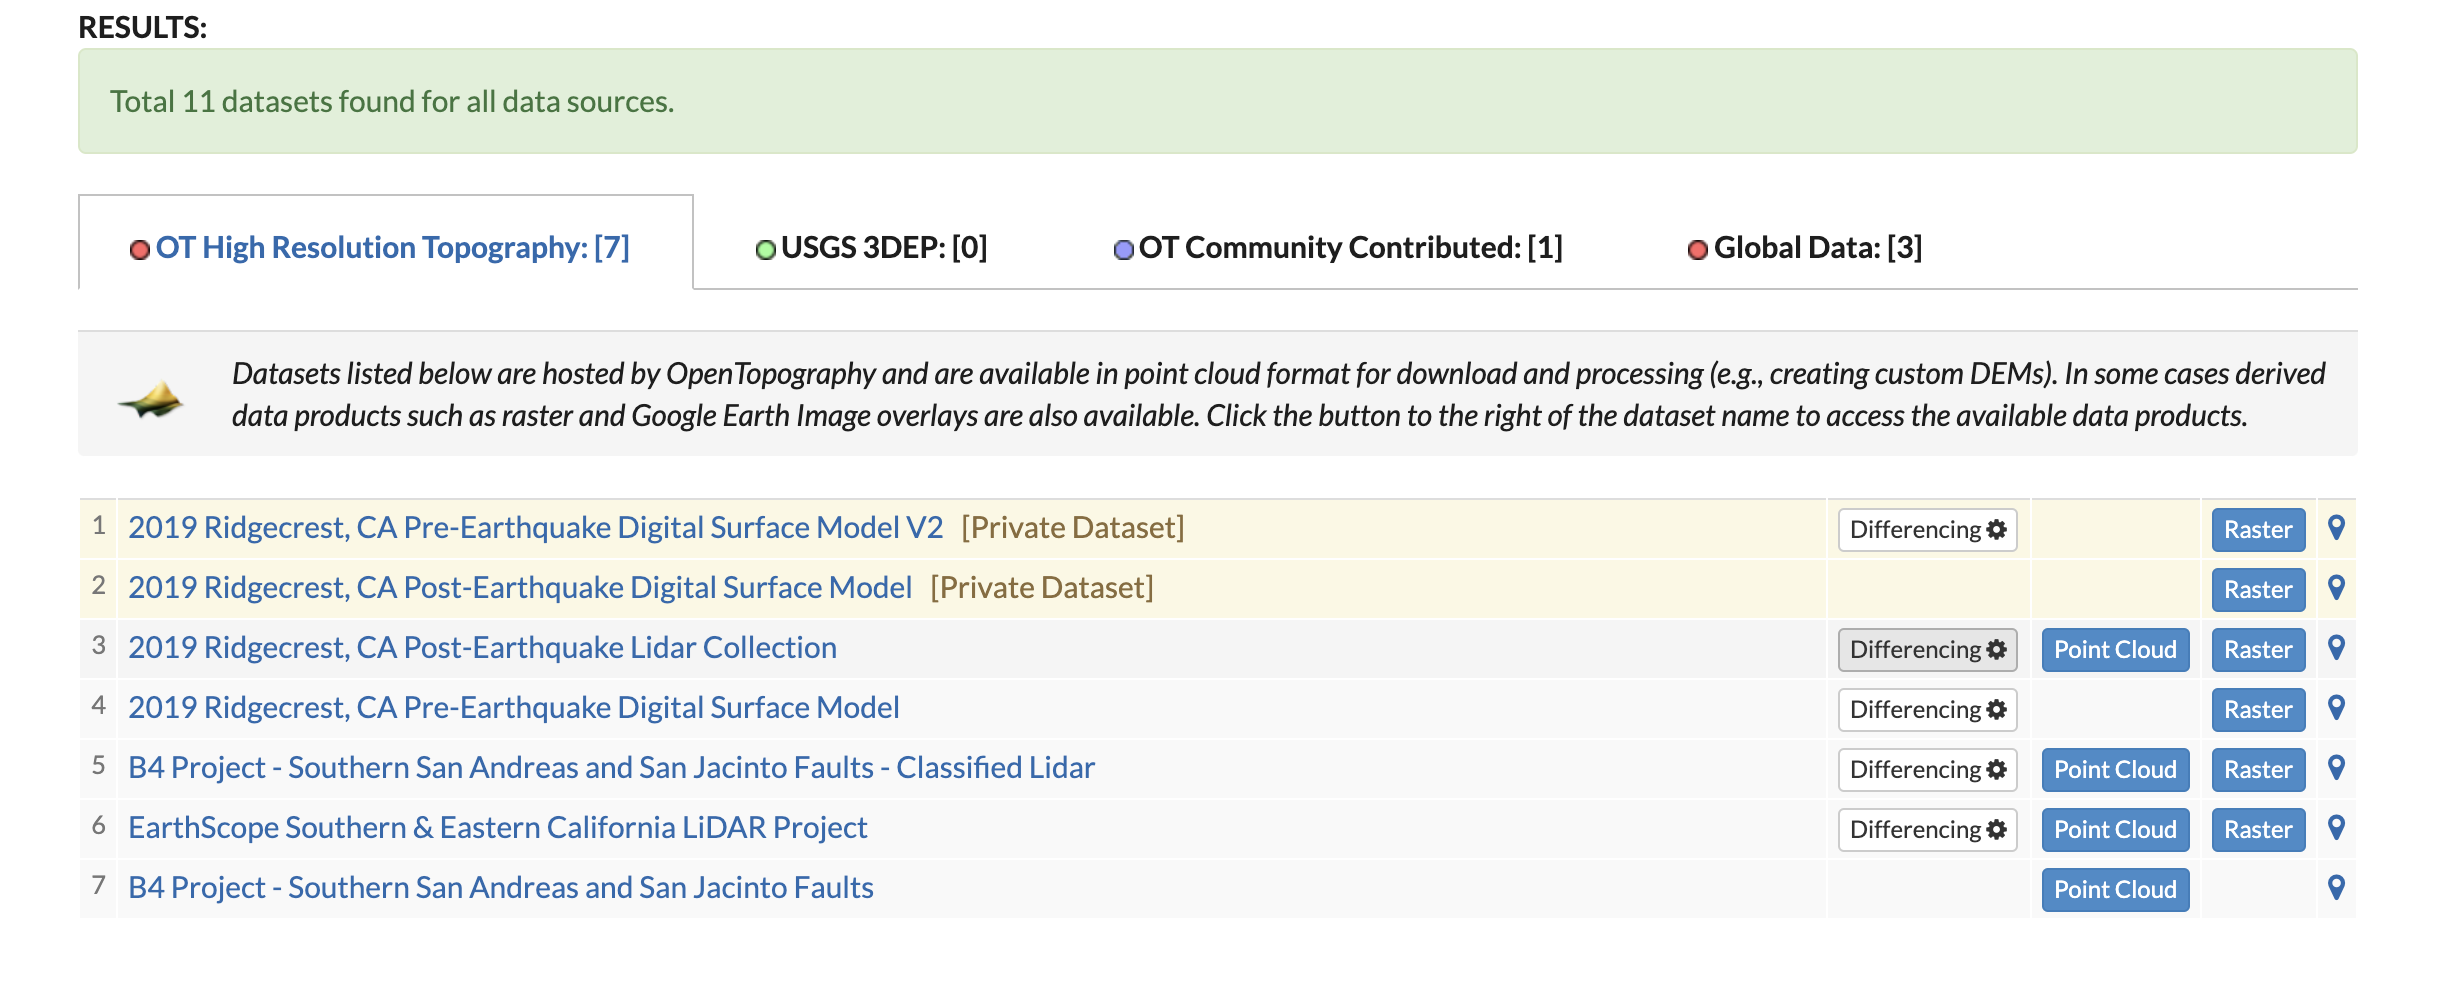 RESULTS:
Total 11 datasets found for all data sources.
OT High Resolution Topography: [7] USGS 3DEP: [0] OT Community Contributed: [1] Global Data: [3]
Datasets listed below are hosted by OpenTopography and are available in point cloud format for download and processing (e.g., creating custom DEMs). In some cases derived
data products such as raster and Google Earth Image overlays are also available. Click the button to the right of the dataset name to access the available data products.
1 2019 Ridgecrest, CA Pre-Earthquake Digital Surface Model V2 [Private Dataset] Differencing Raster
2 2019 Ridgecrest, CA Post-Earthquake Digital Surface Model [Private Dataset] Raster
3 2019 Ridgecrest, CA Post-Earthquake Lidar Collection Differencing Point Cloud Raster
4 2019 Ridgecrest, CA Pre-Earthquake Digital Surface Model Differencing Raster
5 B4 Project - Southern San Andreas and San Jacinto Faults - Classified Lidar Differencing Point Cloud Raster
6 EarthScope Southern & Eastern California LiDAR Project Differencing Point Cloud Raster
7 B4 Project - Southern San Andreas and San Jacinto Faults Point Cloud